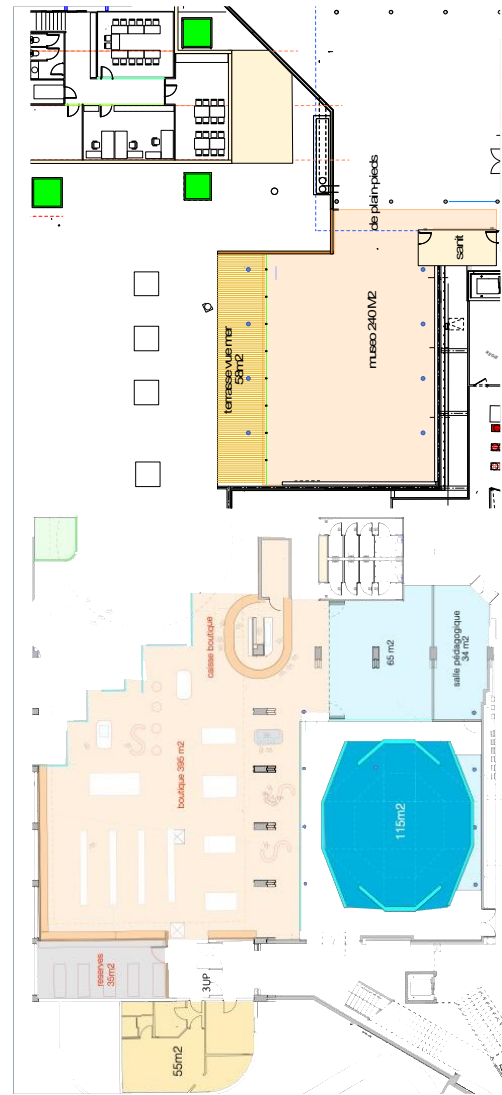 de plain-pieds
sanit
museo 240 M2
terrasse vue mer
58m2
caisse boutique
65 m2
salle pédagogique
34 m2
boutique 395 m2
115m2
reserves
35m2
3UP
55m2